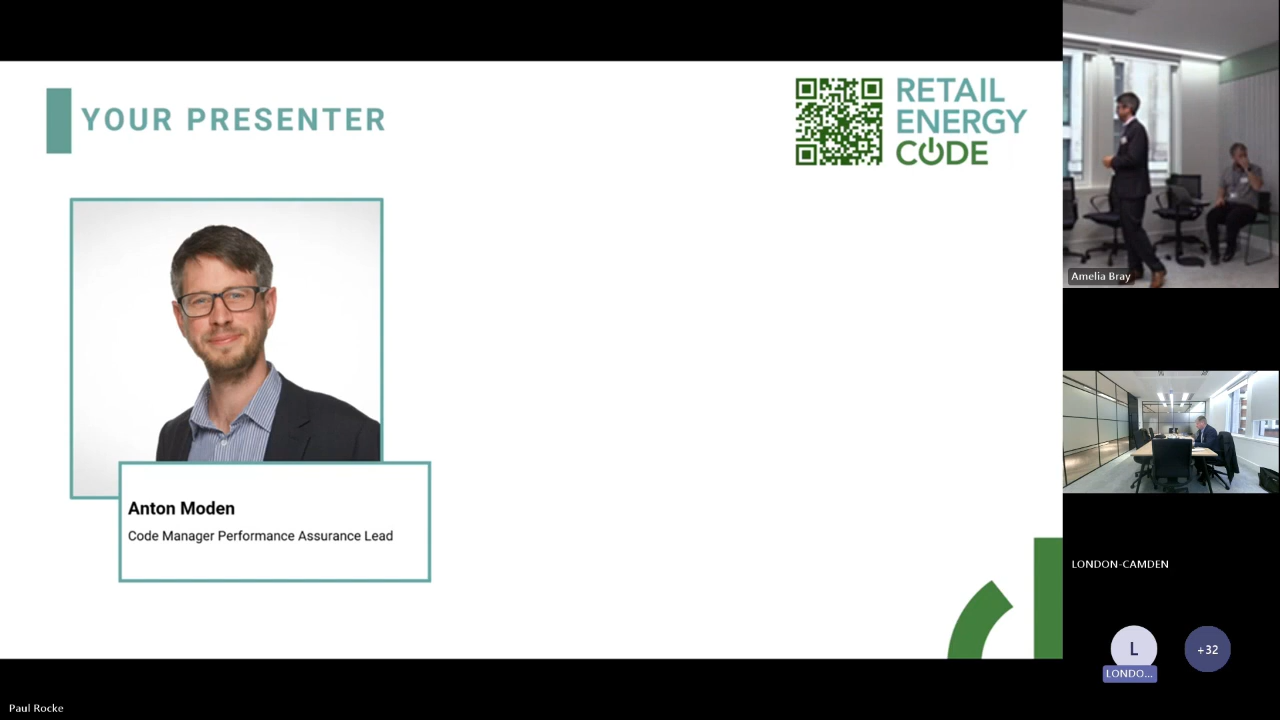 YOUR PRESENTER
RETAIL
ENERGY
CODE
Anton Moden
Code Manager Performance Assurance Lead
Amelia Bray
LONDON-CAMDEN
L
LONDO...
+32
Paul Rocke